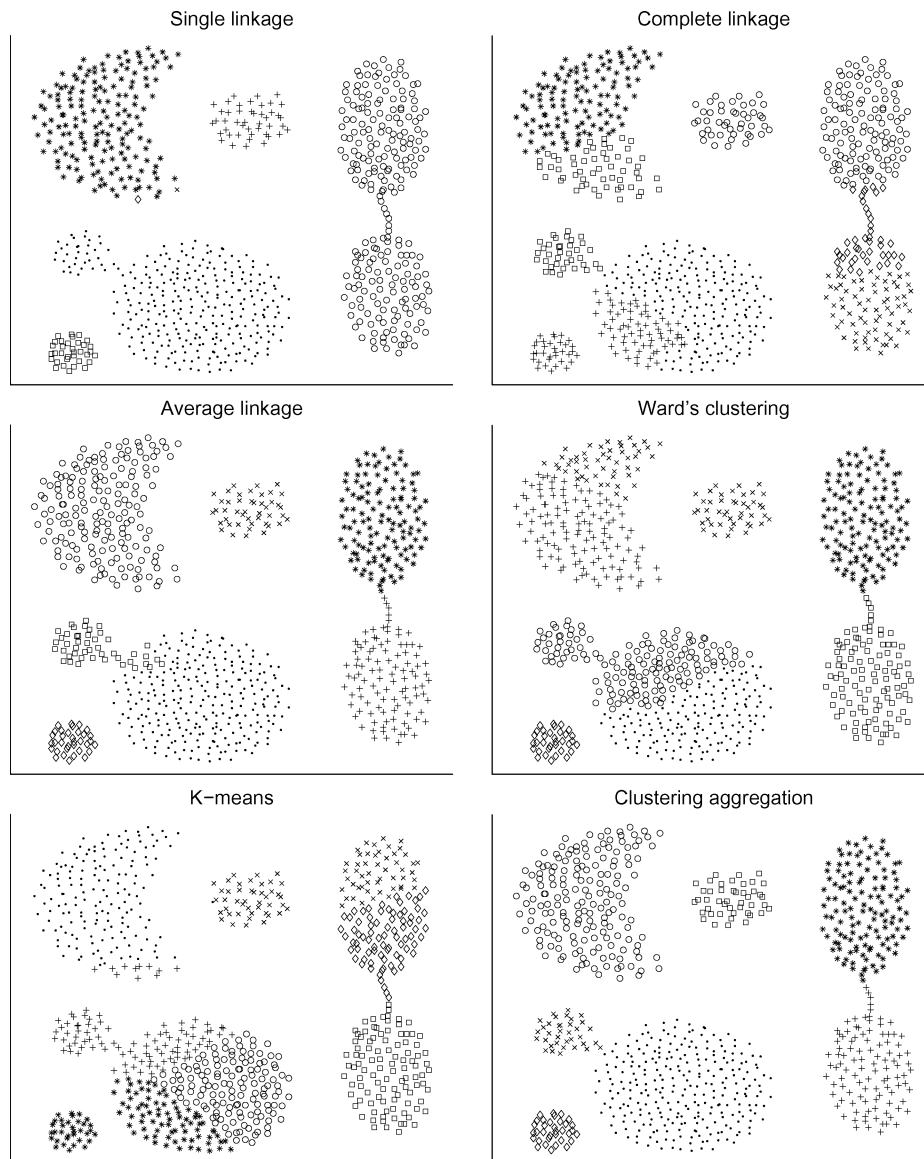 Single linkage
Complete linkage
Average linkage
Ward's clustering
K−means
Clustering aggregation